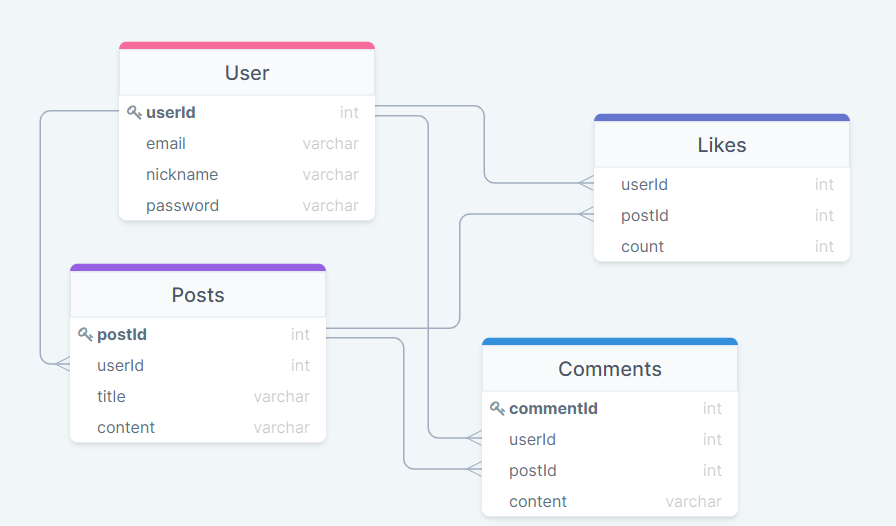 User
userId int
email varchar
nickname varchar
password varchar
Likes
userId int
postId int
count int
Posts
postId int
userId int
title varchar
content varchar
Comments
commentId int
userId int
postId int
content varchar